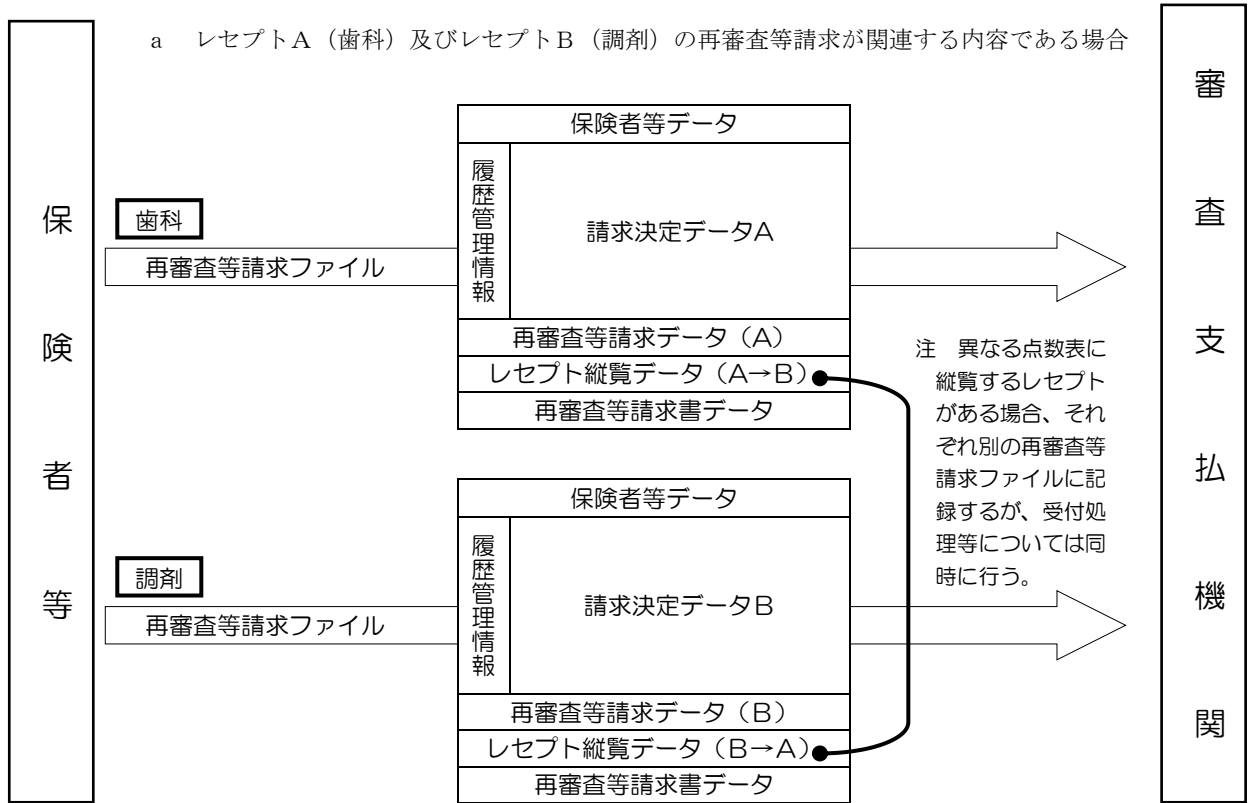 a レセプトA（歯科）及びレセプトB（調剤）の再審査等請求が関連する内容である場合
保険者等
歯科
再審査等請求ファイル
保険者等データ
履歴管理情報
請求決定データA
再審査等請求データ（A）
レセプト縦覧データ（A→B）
再審査等請求書データ
調剤
再審査等請求ファイル
保険者等データ
履歴管理情報
請求決定データB
再審査等請求データ（B）
レセプト縦覧データ（B→A）
再審査等請求書データ
注 異なる点数表に
縦覧するレセプト
がある場合、それ
ぞれ別の再審査等
請求ファイルに記
録するが、受付処
理等については同
時に行う。
審査支払機関